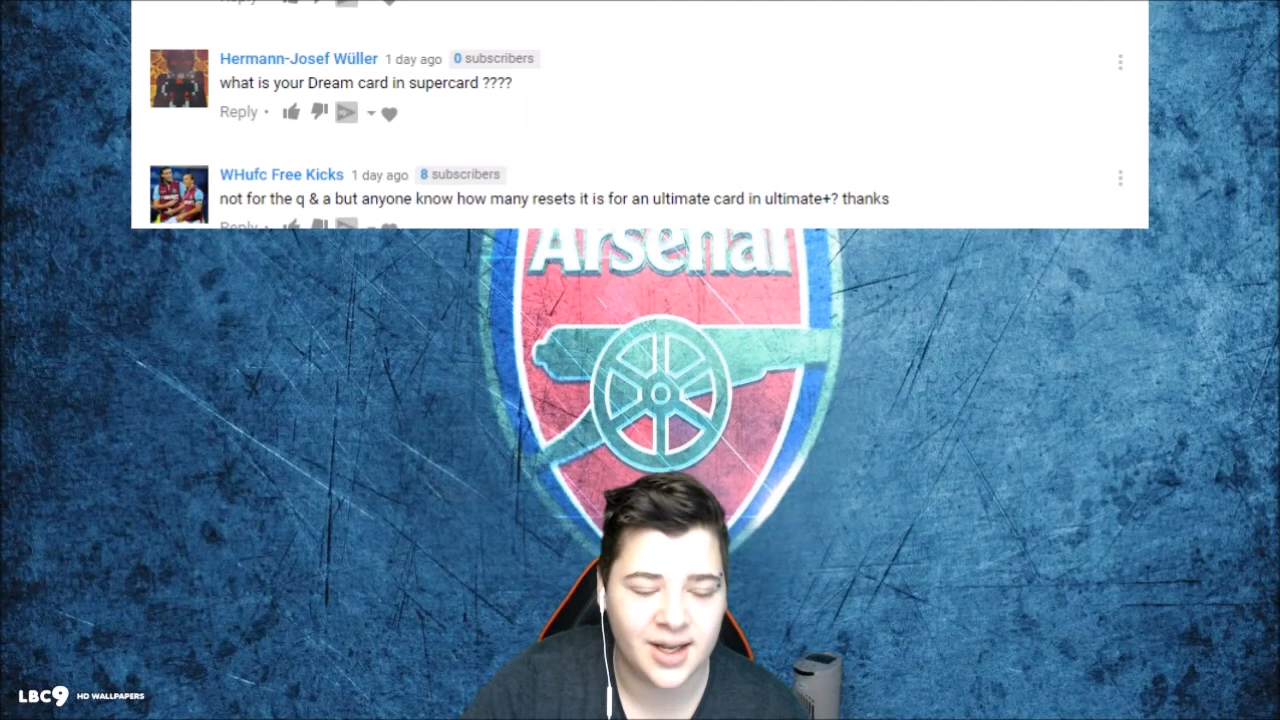 Reply •
Hermann-Josef Wüller 1 day ago 0 subscribers
what is your Dream card in supercard ????
Reply •
WHufc Free Kicks 1 day ago 8 subscribers
not for the q & a but anyone know how many resets it is for an ultimate card in ultimate+? thanks
Reply •
Arsenal
LBC9 HD WALLPAPERS